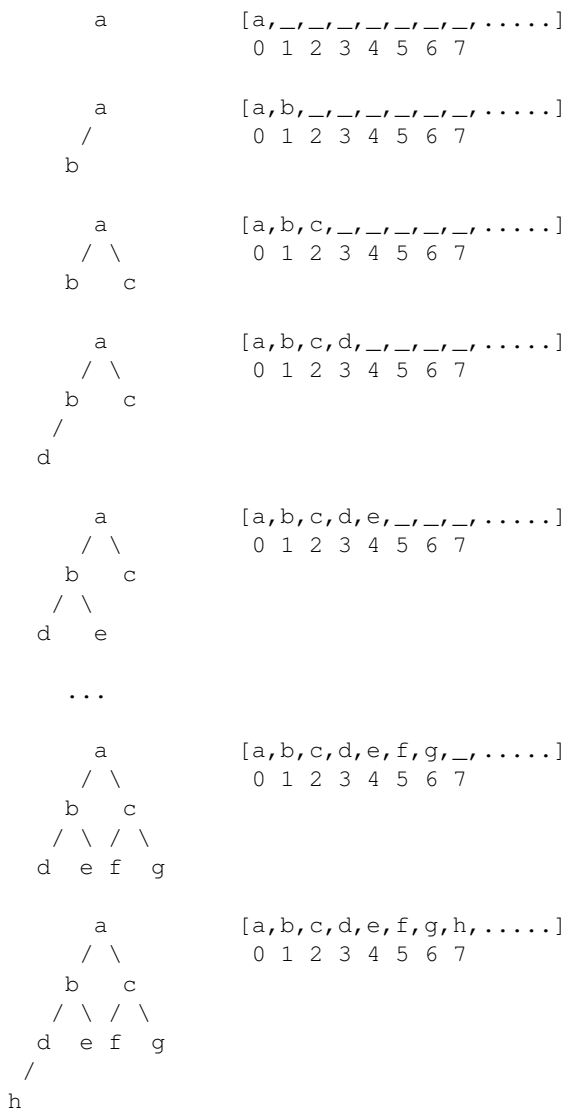 a         [a,_,_,_,_,_,_,_,.....]
                 0 1 2 3 4 5 6 7

      a         [a,b,_,_,_,_,_,_,.....]
     /           0 1 2 3 4 5 6 7
    b

      a         [a,b,c,_,_,_,_,_,.....]
     / \         0 1 2 3 4 5 6 7
    b   c

      a         [a,b,c,d,_,_,_,_,.....]
     / \         0 1 2 3 4 5 6 7
    b   c
   /
  d

      a         [a,b,c,d,e,_,_,_,.....]
     / \         0 1 2 3 4 5 6 7
    b   c
   / \
  d   e

    ...

      a         [a,b,c,d,e,f,g,_,.....]
     / \         0 1 2 3 4 5 6 7
    b   c
   / \ / \
  d  e f  g

      a         [a,b,c,d,e,f,g,h,.....]
     / \         0 1 2 3 4 5 6 7
    b   c
   / \ / \
  d  e f  g
 /
h